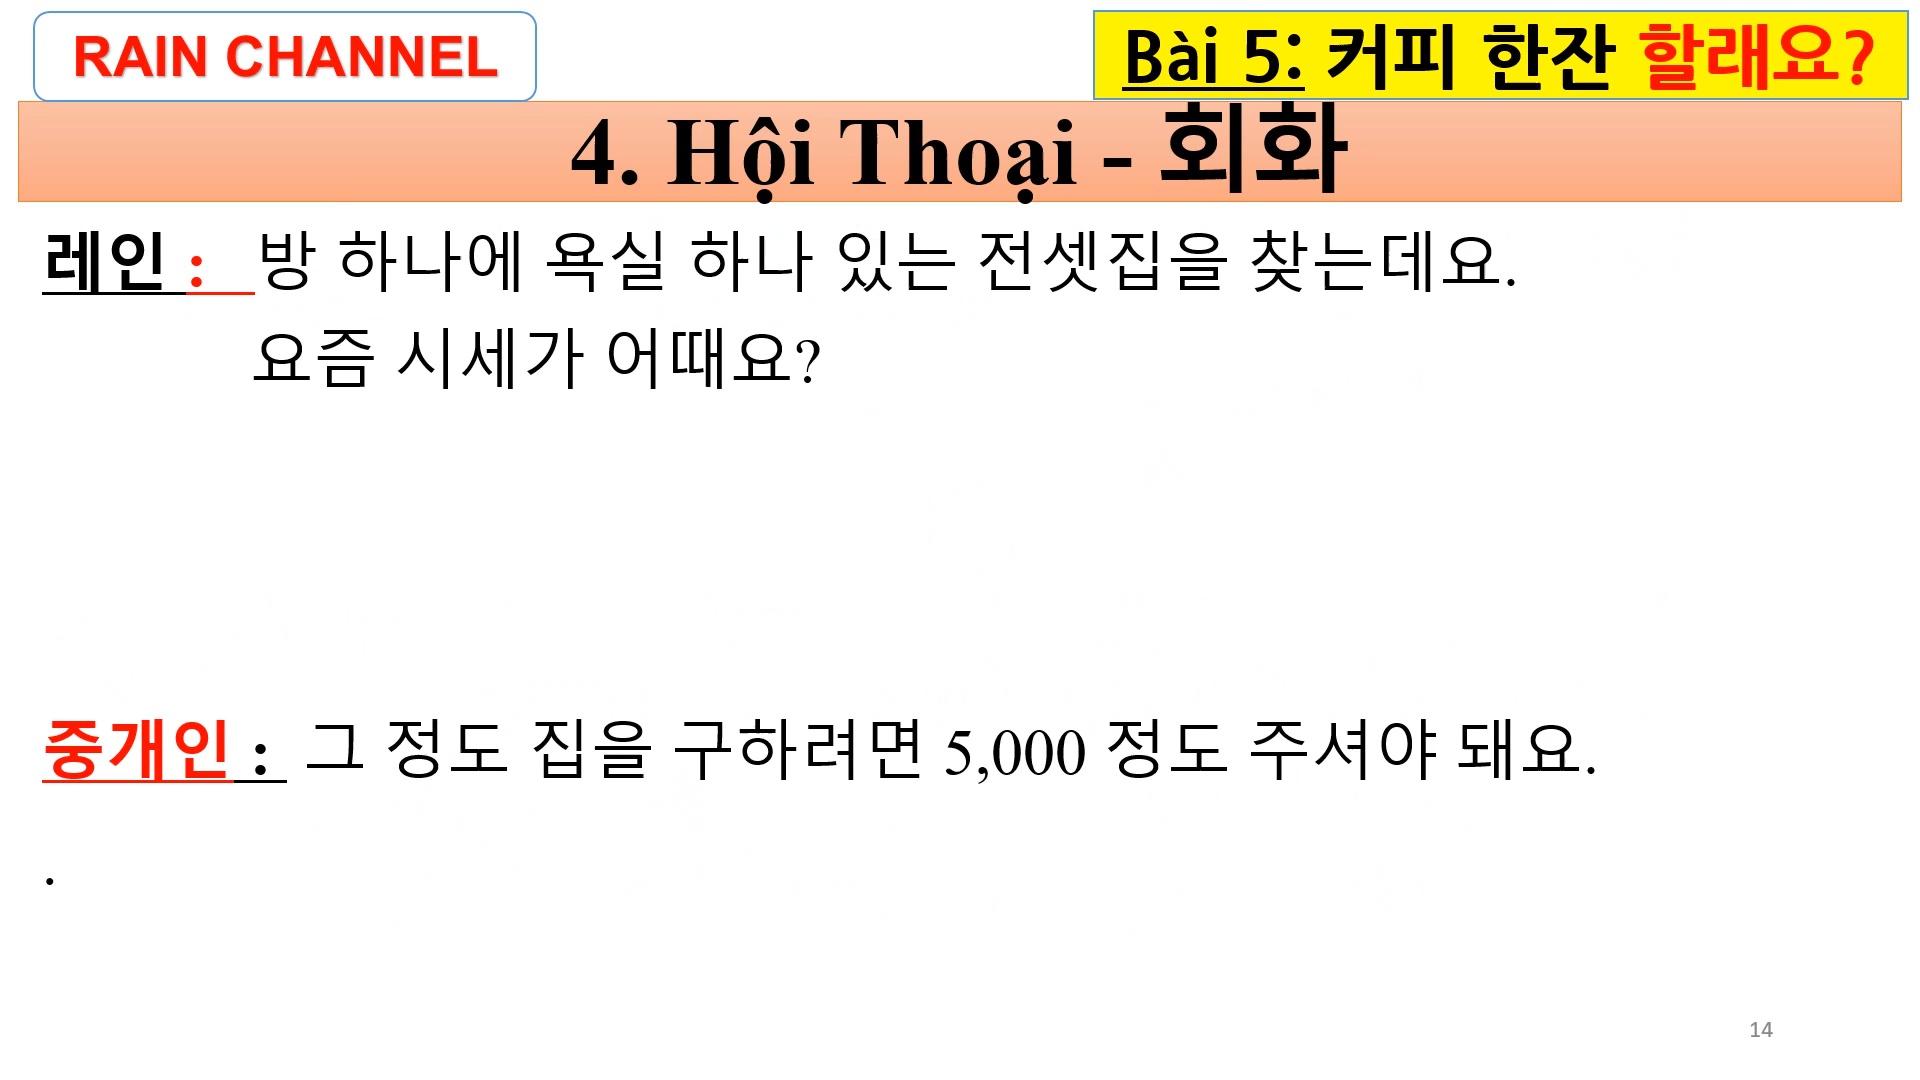 RAIN CHANNEL
Bài 5: 커피 한잔 할래요?
4. Hội Thoại - 회화
레인 : 방 하나에 욕실 하나 있는 전셋집을 찾는데요.
요즘 시세가 어때요?
중개인 : 그 정도 집을 구하려면 5,000 정도 주셔야 돼요.
.
14